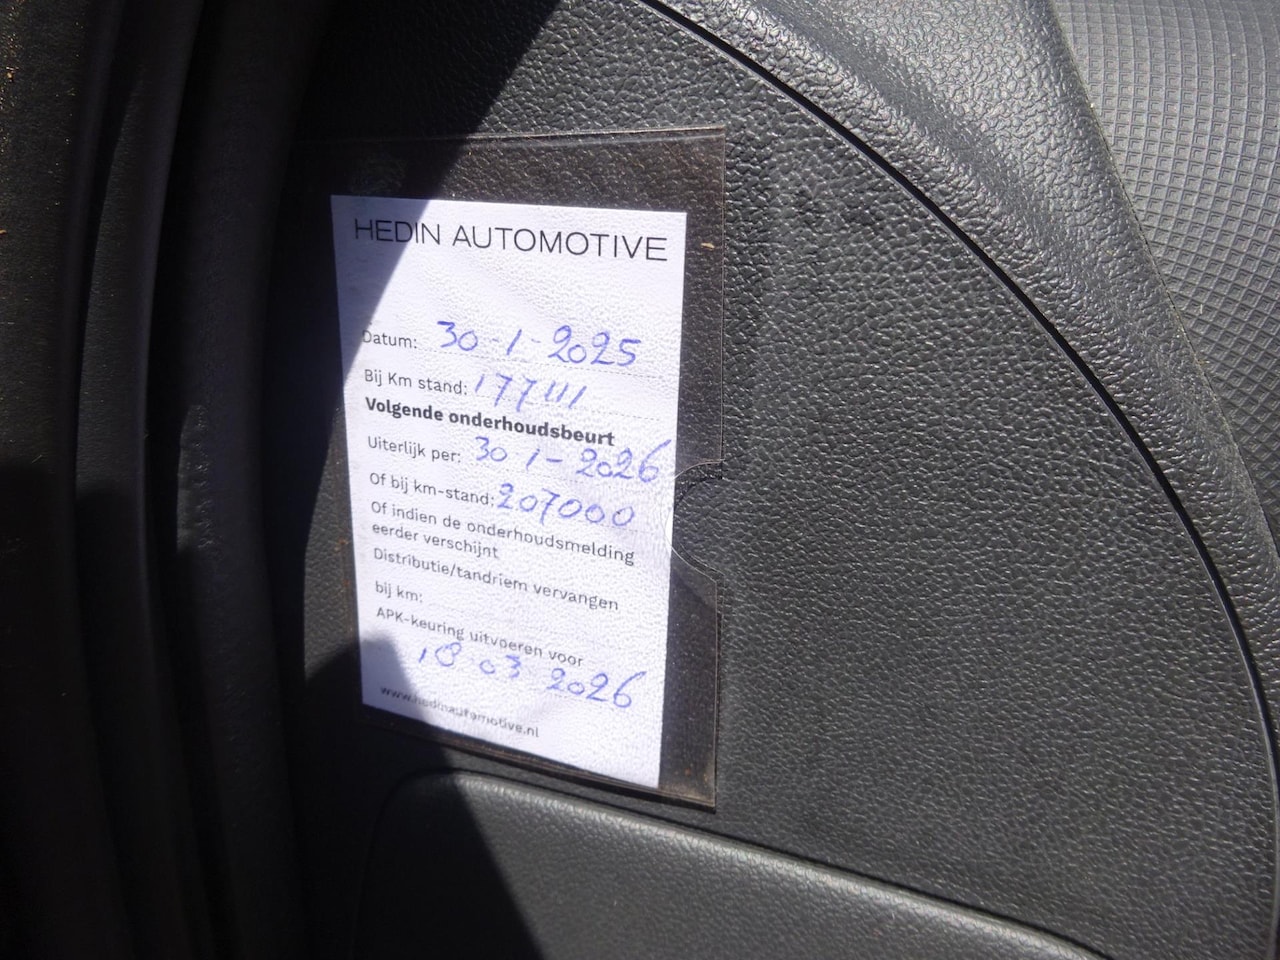 HEDIN AUTOMOTIVE
Datum: 30-1-2025
Bij Km stand: 177111
Volgende onderhoudsbeurt
Uiterlijk per: 30 1-2026
Of bij km-stand: 207000
Of indien de onderhoudsmelding
eerder verschijnt
Distributie/tandriem vervangen
bij km:
APK-keuring uitvoeren voor
18 03 2026
www.hedinautomotive.nl